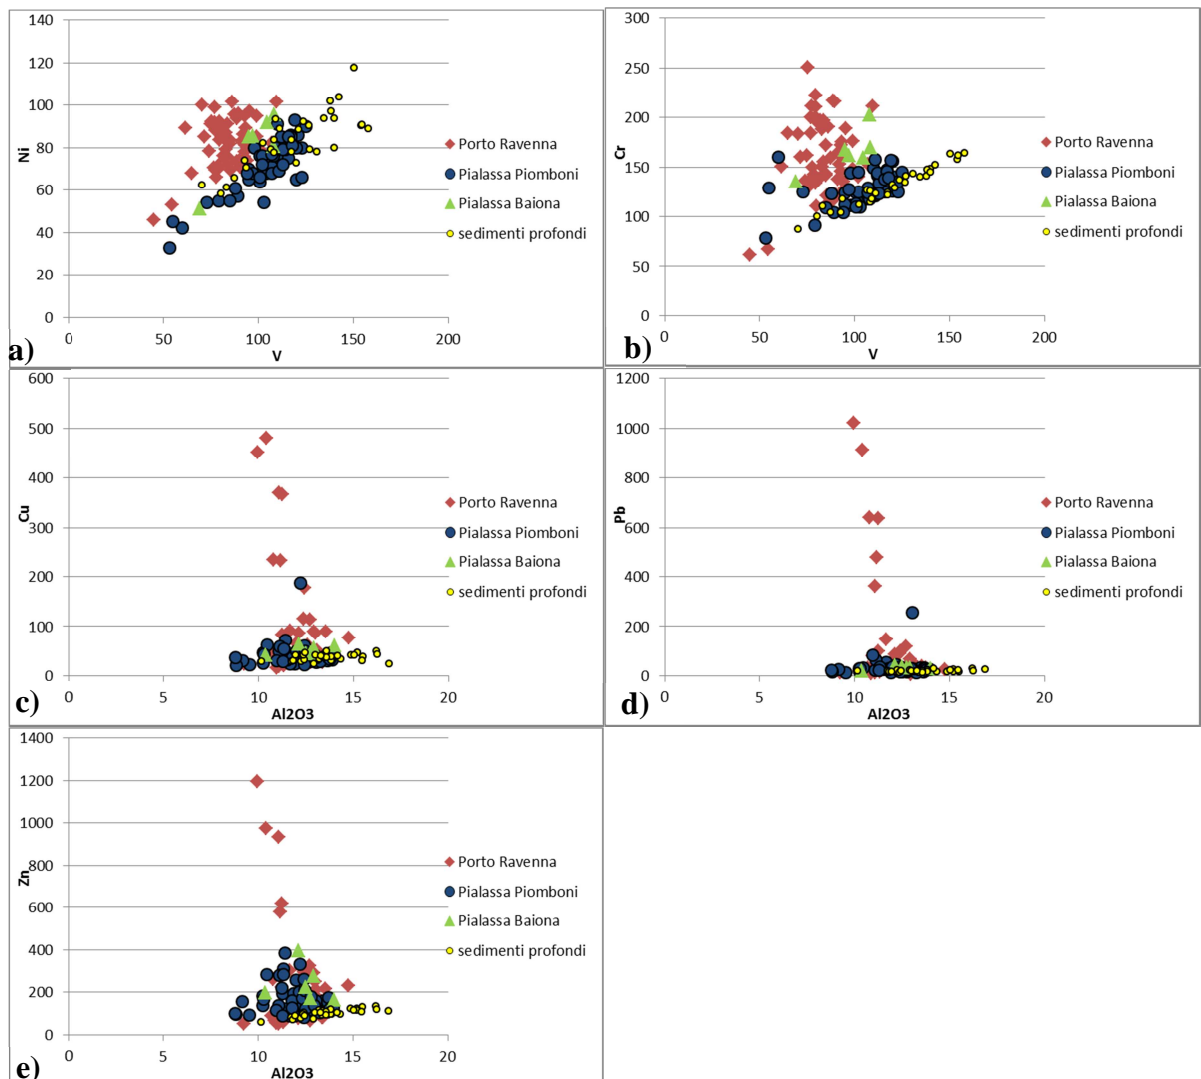 140
120
100
80
60
40
20
0
Ni
0 50 100 150 200
V
Porto Ravenna
Pialassa Piomboni
Pialassa Baiona
sedimenti profondi
a)
300
250
200
150
100
50
0
Cr
0 50 100 150 200
V
Porto Ravenna
Pialassa Piomboni
Pialassa Baiona
sedimenti profondi
b)
600
500
400
300
200
100
0
Cu
0 5 10 15 20
Al2O3
Porto Ravenna
Pialassa Piomboni
Pialassa Baiona
sedimenti profondi
c)
1200
1000
800
600
400
200
0
Pb
0 5 10 15 20
Al2O3
Porto Ravenna
Pialassa Piomboni
Pialassa Baiona
sedimenti profondi
d)
1400
1200
1000
800
600
400
200
0
Zn
0 5 10 15 20
Al2O3
Porto Ravenna
Pialassa Piomboni
Pialassa Baiona
sedimenti profondi
e)